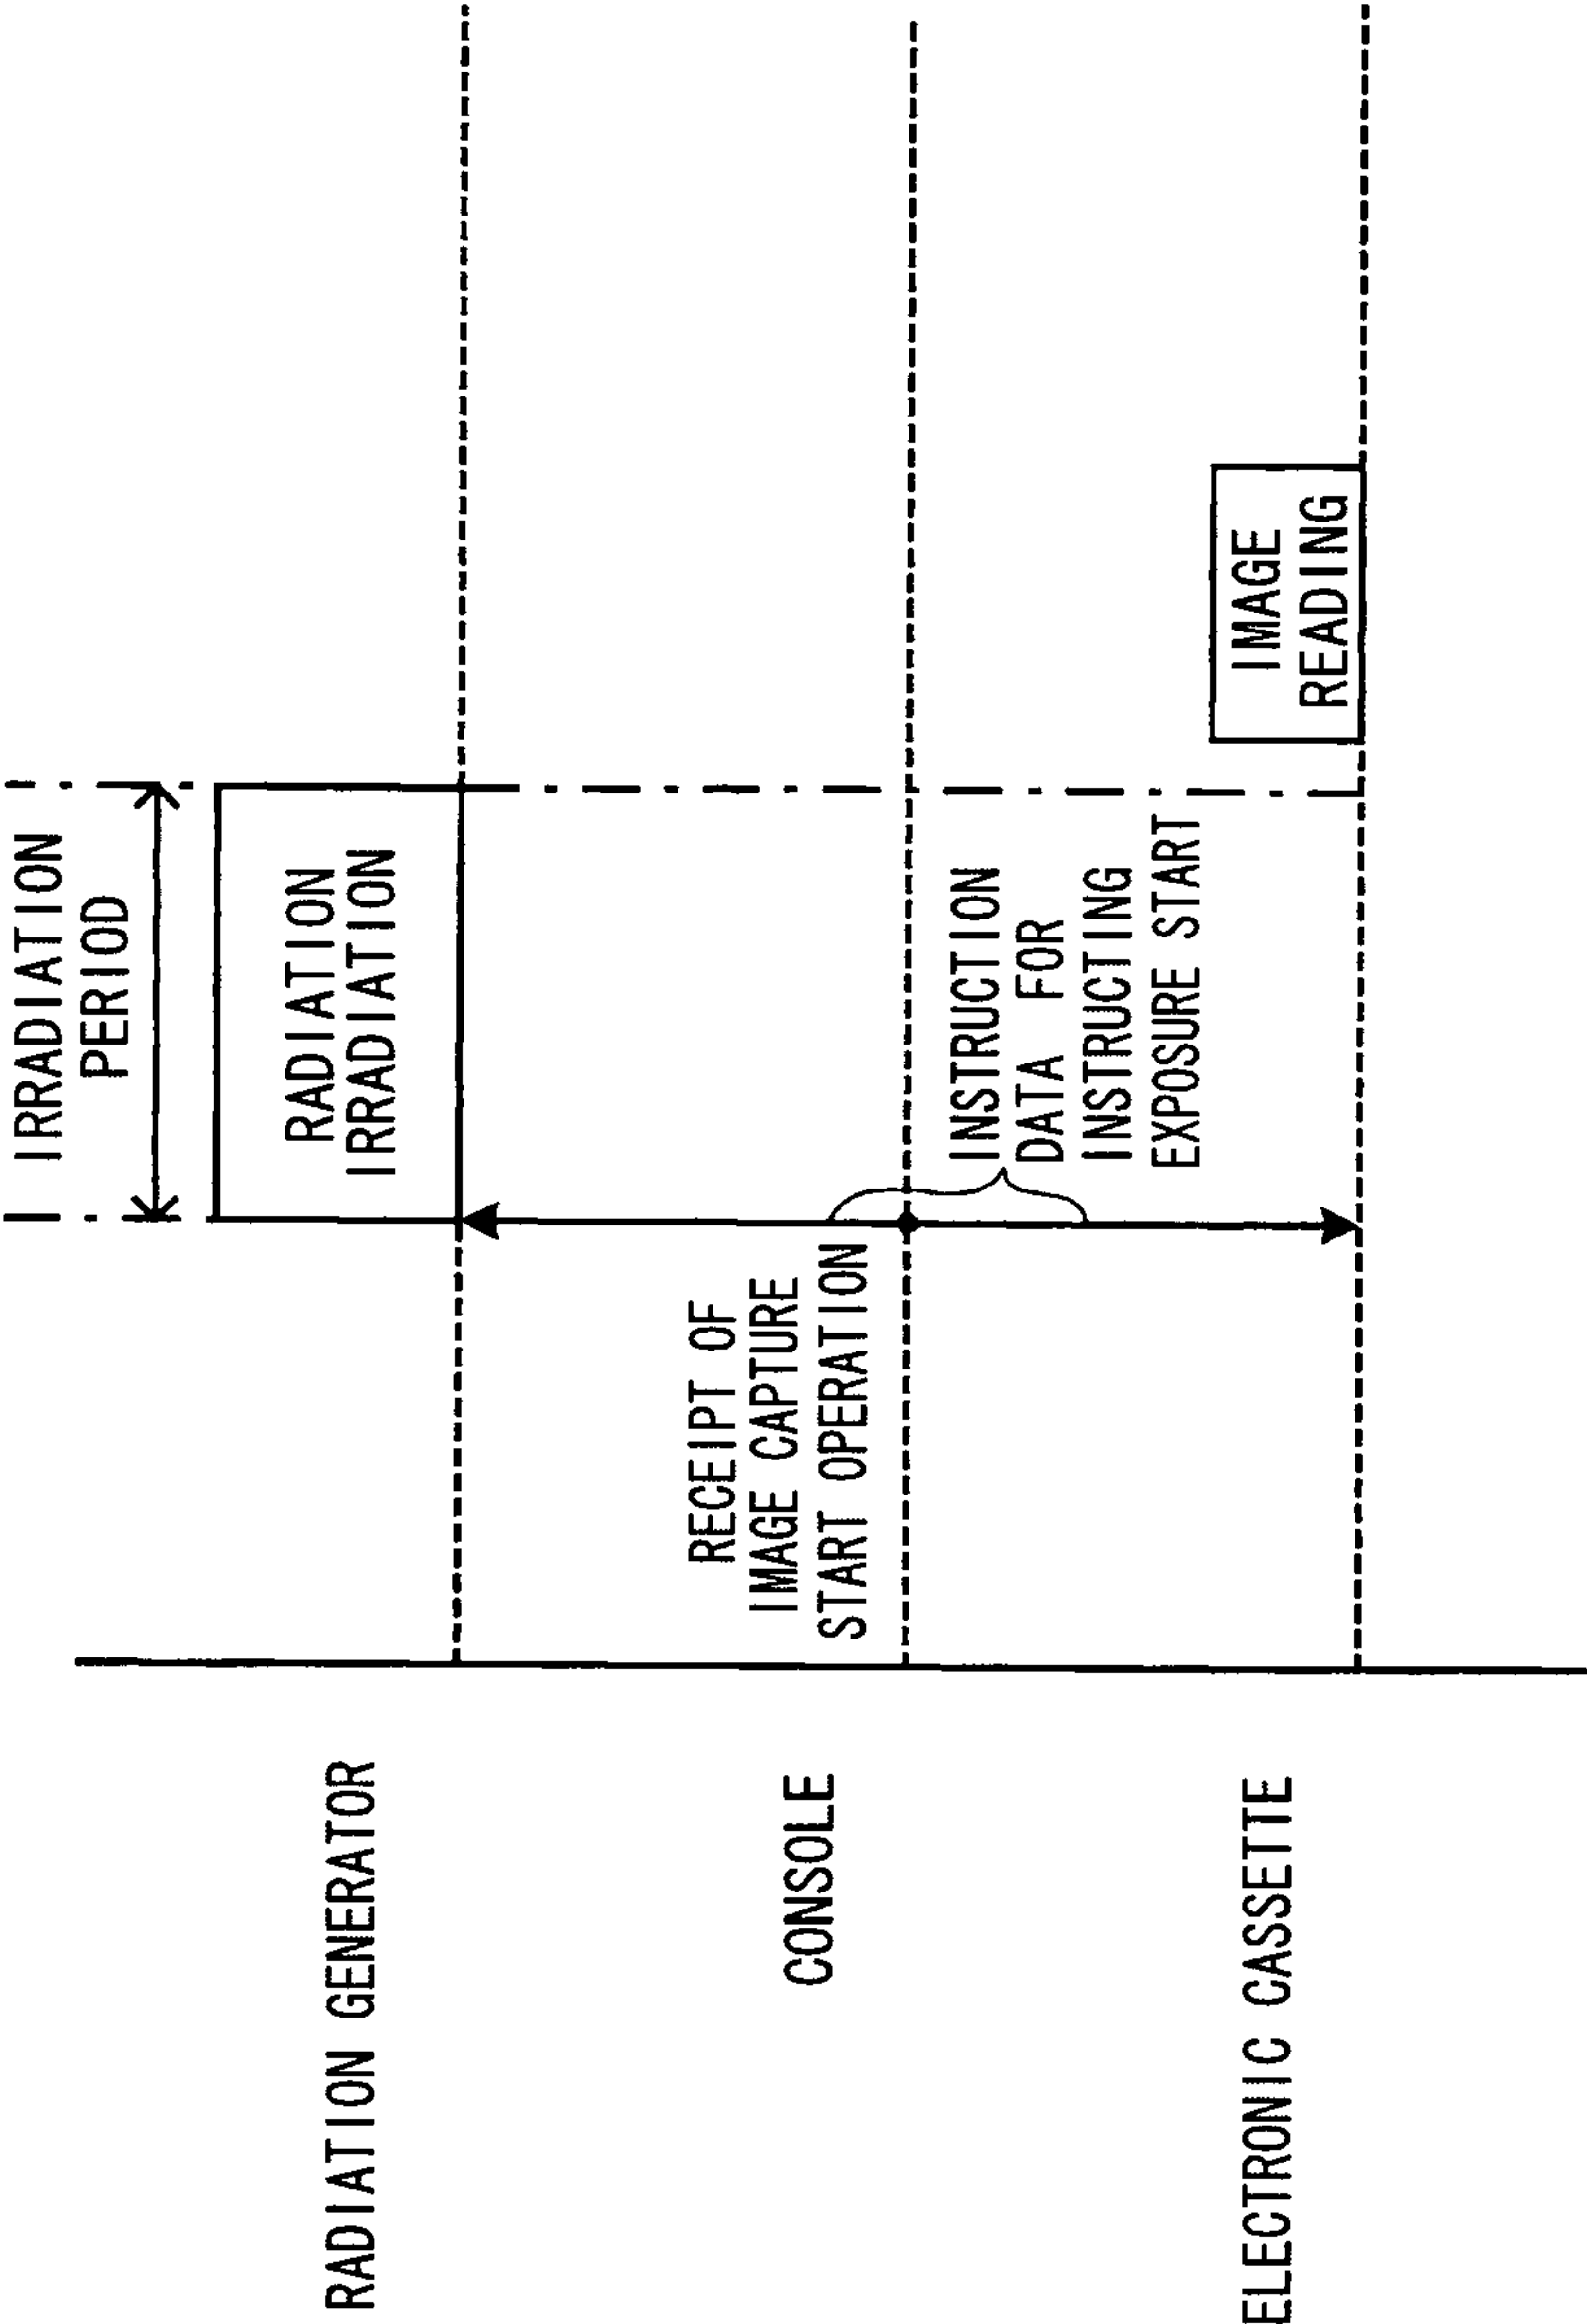 IRRADIATION
PERIOD
RADIATION GENERATOR
RADIATION
IRRADIATION
RECEIPT OF
IMAGE CAPTURE
START OPERATION
CONSOLE
INSTRUCTION
DATA FOR
INSTRUCTING
EXPOSURE START
ELECTRONIC CASSETTE
IMAGE
READING